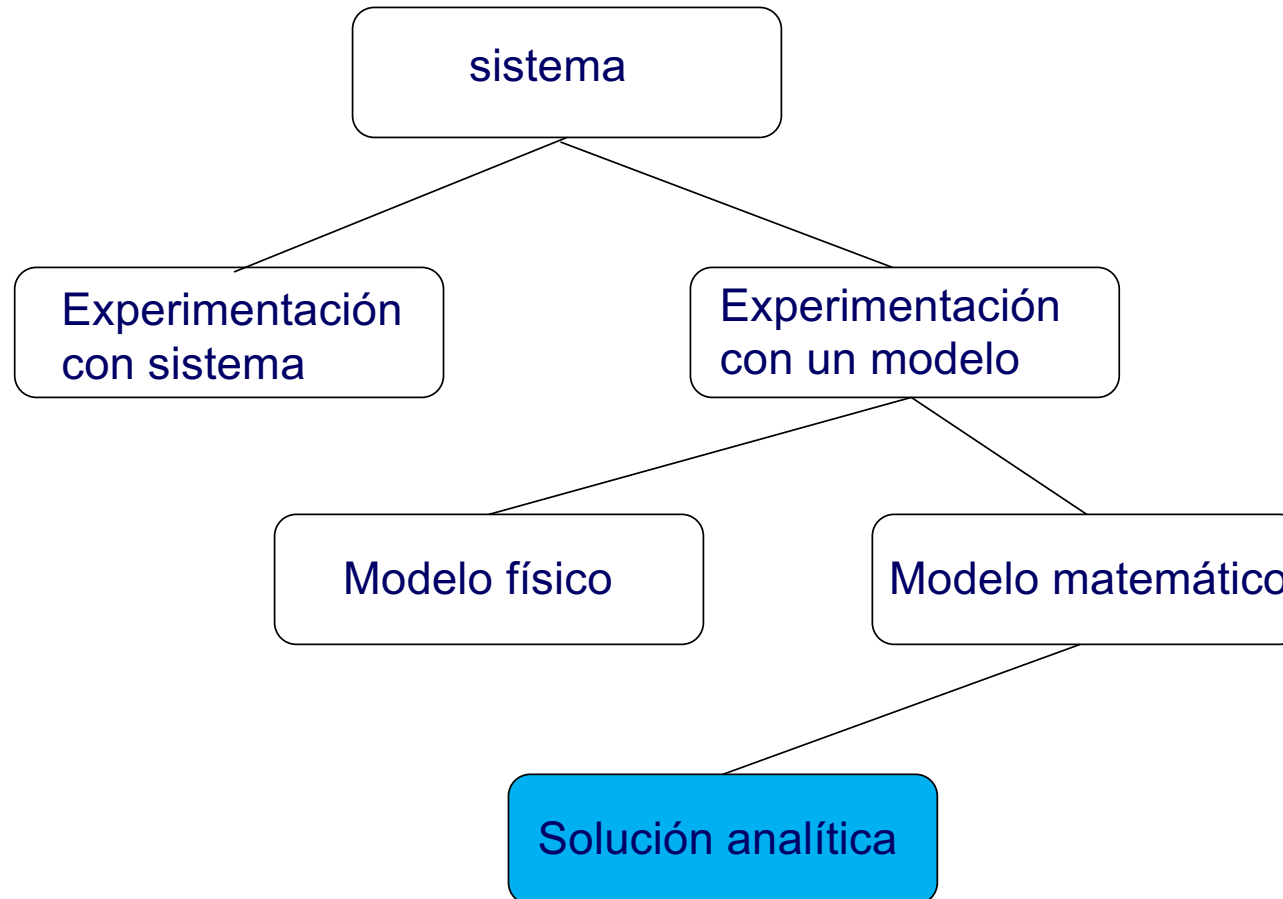 sistema
Experimentación
con sistema
Experimentación
con un modelo
Modelo físico
Modelo matemático
Solución analítica